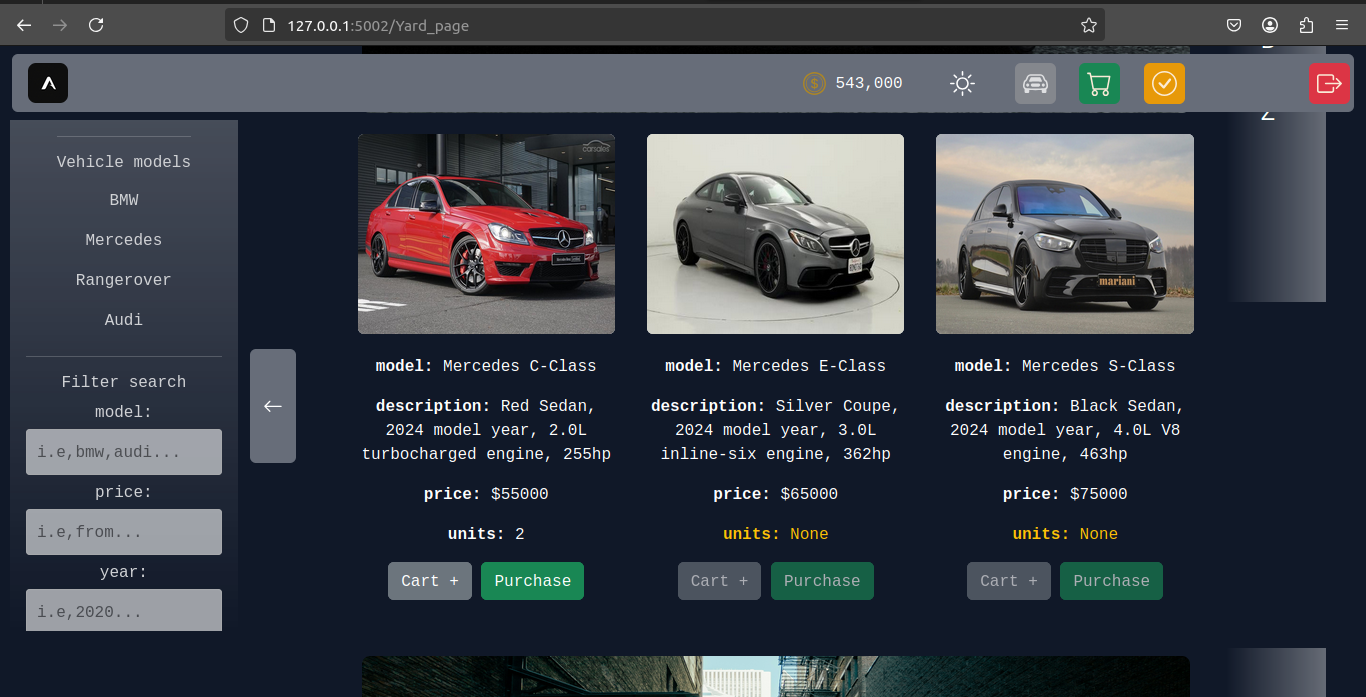 127.0.0.1:5002/Yard_page
543,000
Z
Vehicle models
BMW
Mercedes
Rangerover
Audi
Filter search
model:
i.e,bmw,audi...
price:
i.e,from...
year:
i.e,2020...
carsales
model: Mercedes C-Class
description: Red Sedan,
2024 model year, 2.0L
turbocharged engine, 255hp
price: $55000
units: 2
Cart + Purchase
model: Mercedes E-Class
description: Silver Coupe,
2024 model year, 3.0L
inline-six engine, 362hp
price: $65000
units: None
Cart + Purchase
mariani
model: Mercedes S-Class
description: Black Sedan,
2024 model year, 4.0L V8
engine, 463hp
price: $75000
units: None
Cart + Purchase